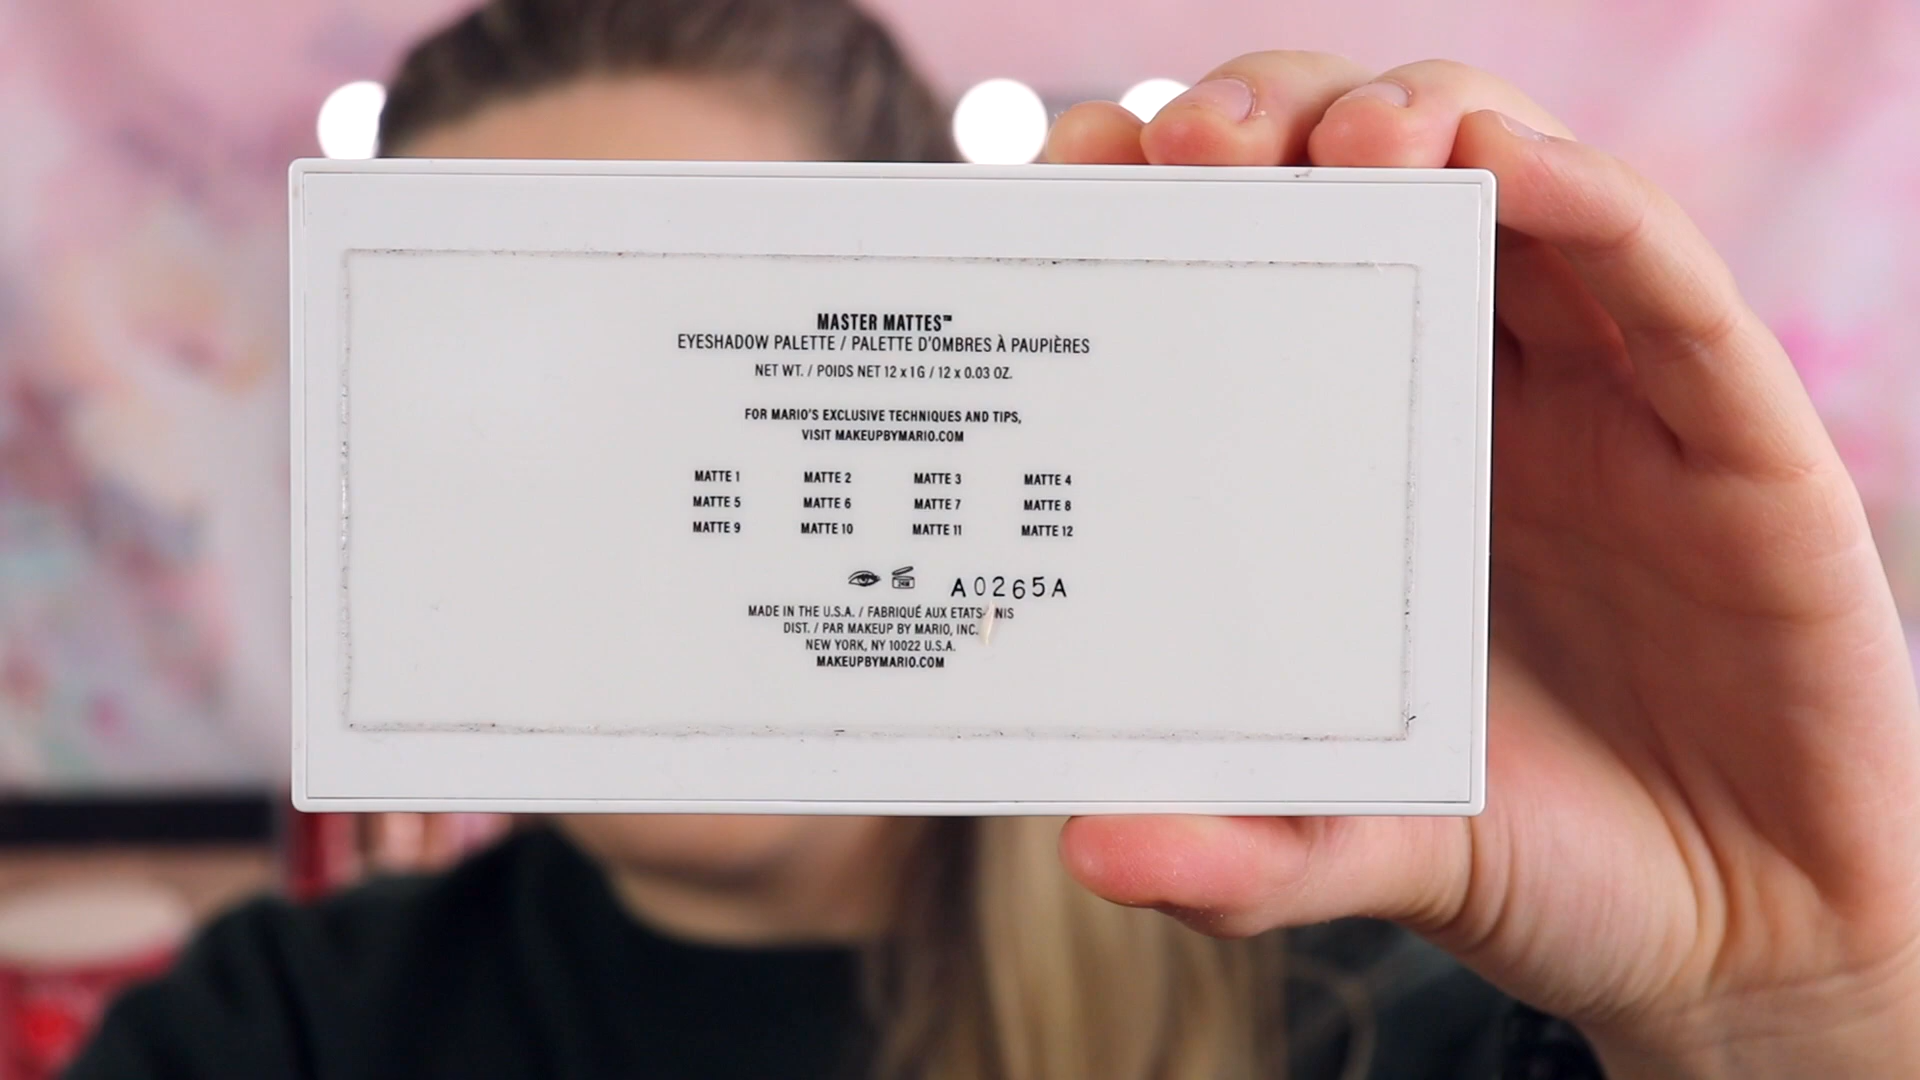 MASTER MATTES™
EYESHADOW PALETTE / PALETTE D'OMBRES À PAUPIÈRES
NET WT. / POIDS NET 12 x 1G / 12 x 0.03 OZ.
FOR MARIO'S EXCLUSIVE TECHNIQUES AND TIPS,
VISIT MAKEUPBYMARIO.COM
MATTE 1 MATTE 2 MATTE 3 MATTE 4
MATTE 5 MATTE 6 MATTE 7 MATTE 8
MATTE 9 MATTE 10 MATTE 11 MATTE 12
24M A0265A
MADE IN THE U.S.A. / FABRIQUÉ AUX ETATS- NIS
DIST. / PAR MAKEUP BY MARIO, INC.
NEW YORK, NY 10022 U.S.A.
MAKEUPBYMARIO.COM